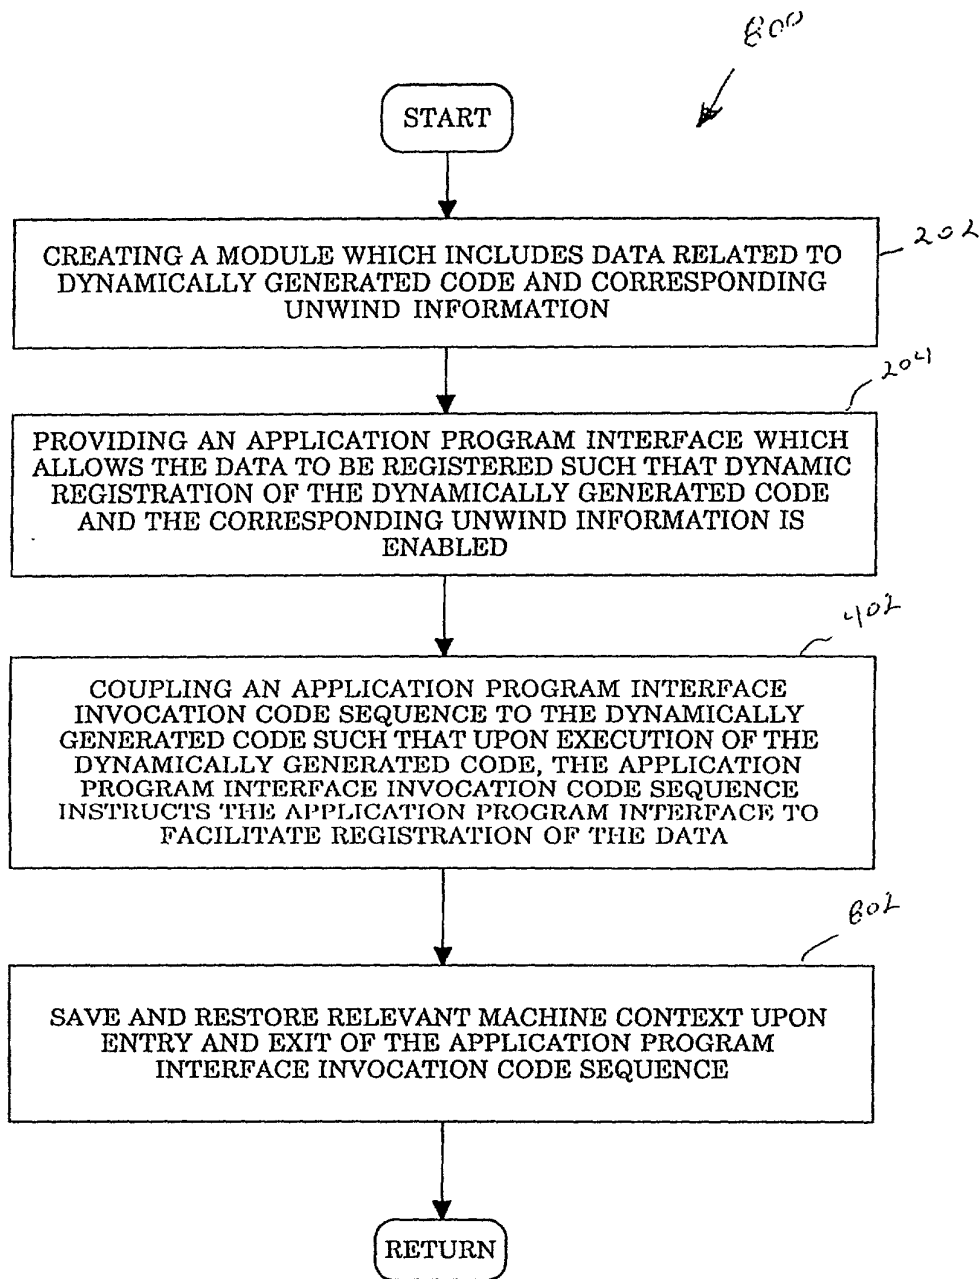 800
START
CREATING A MODULE WHICH INCLUDES DATA RELATED TO
DYNAMICALLY GENERATED CODE AND CORRESPONDING
UNWIND INFORMATION
202
204
PROVIDING AN APPLICATION PROGRAM INTERFACE WHICH
ALLOWS THE DATA TO BE REGISTERED SUCH THAT DYNAMIC
REGISTRATION OF THE DYNAMICALLY GENERATED CODE
AND THE CORRESPONDING UNWIND INFORMATION IS
ENABLED
402
COUPLING AN APPLICATION PROGRAM INTERFACE
INVOCATION CODE SEQUENCE TO THE DYNAMICALLY
GENERATED CODE SUCH THAT UPON EXECUTION OF THE
DYNAMICALLY GENERATED CODE, THE APPLICATION
PROGRAM INTERFACE INVOCATION CODE SEQUENCE
INSTRUCTS THE APPLICATION PROGRAM INTERFACE TO
FACILITATE REGISTRATION OF THE DATA
802
SAVE AND RESTORE RELEVANT MACHINE CONTEXT UPON
ENTRY AND EXIT OF THE APPLICATION PROGRAM
INTERFACE INVOCATION CODE SEQUENCE
RETURN